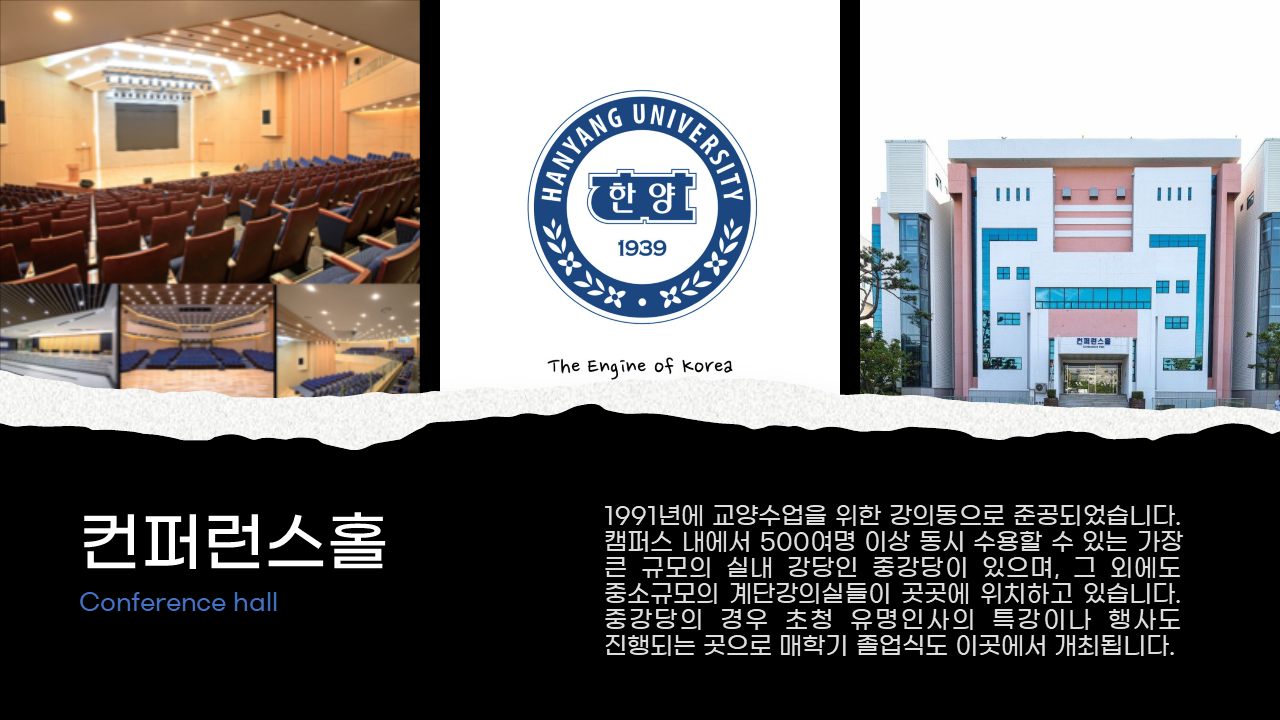 HANYANG UNIVERSITY
한양
1939
The Engine of Korea
컨퍼런스홀
컨퍼런스홀
Conference hall
1991년에 교양수업을 위한 강의동으로 준공되었습니다.
캠퍼스 내에서 500여명 이상 동시 수용할 수 있는 가장
큰 규모의 실내 강당인 중강당이 있으며, 그 외에도
중소규모의 계단강의실들이 곳곳에 위치하고 있습니다.
중강당의 경우 초청 유명인사의 특강이나 행사도
진행되는 곳으로 매학기 졸업식도 이곳에서 개최됩니다.